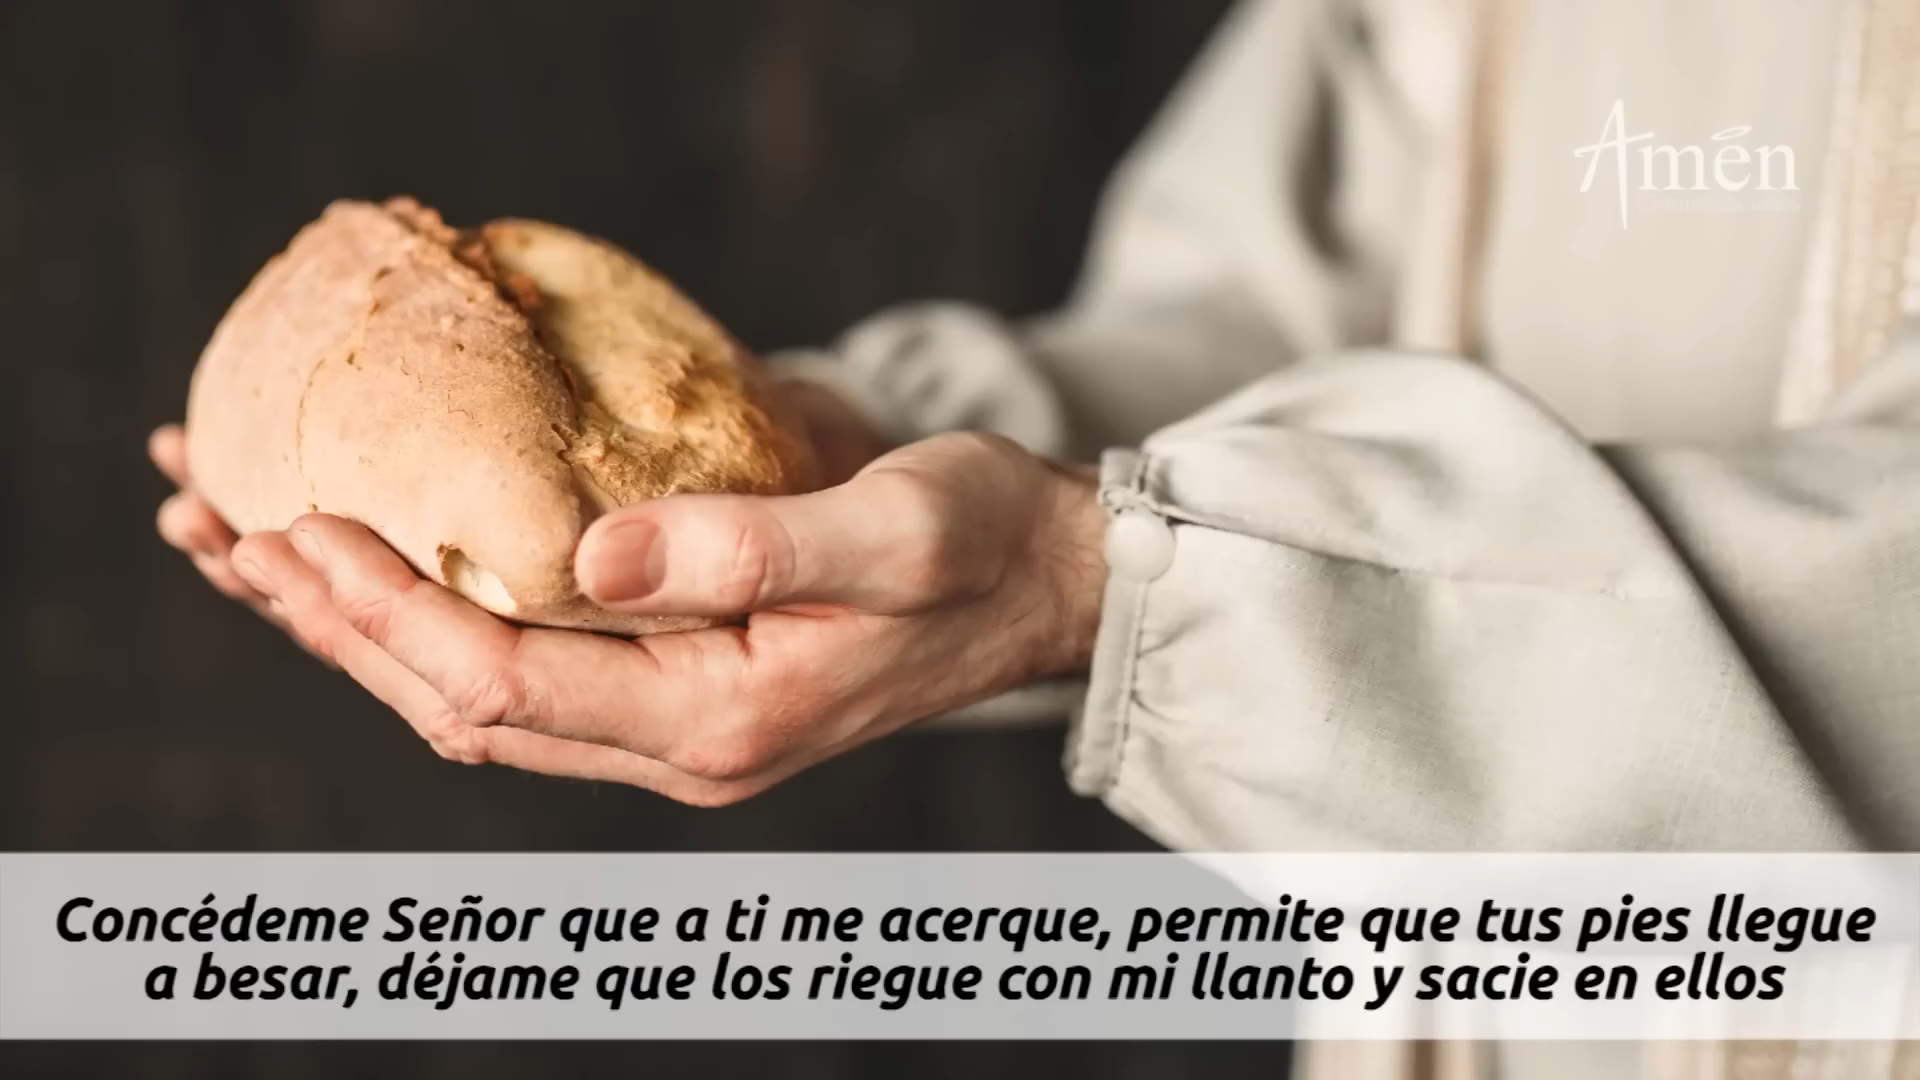 Amén
Concédeme Señor que a ti me acerque, permite que tus pies llegue
a besar, déjame que los riegue con mi llanto y sacie en ellos